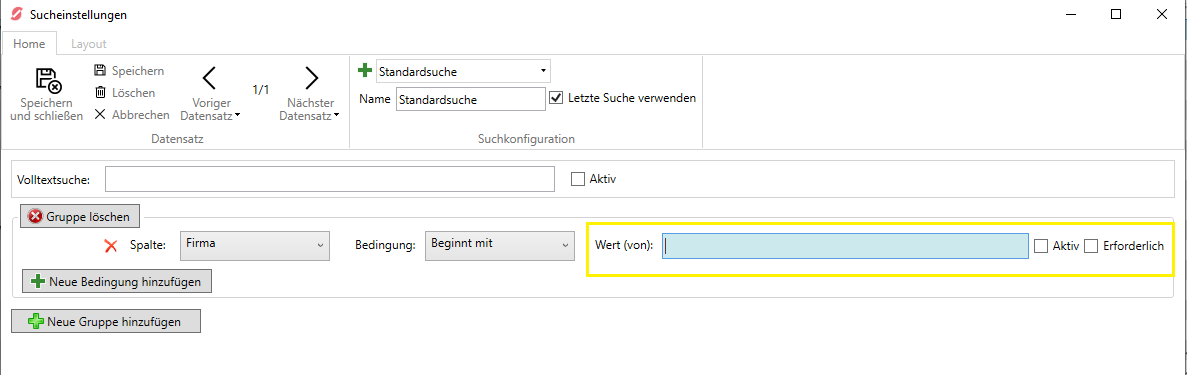 Sucheinstellungen
Home Layout
Speichern und schließen
Speichern
Löschen
Abbrechen
Voriger Datensatz
1/1
Nächster Datensatz
Datensatz
Standardsuche
Name Standardsuche Letzte Suche verwenden
Suchkonfiguration
Volltextsuche: Aktiv
Gruppe löschen
Spalte: Firma Bedingung: Beginnt mit Wert (von): Aktiv Erforderlich
Neue Bedingung hinzufügen
Neue Gruppe hinzufügen